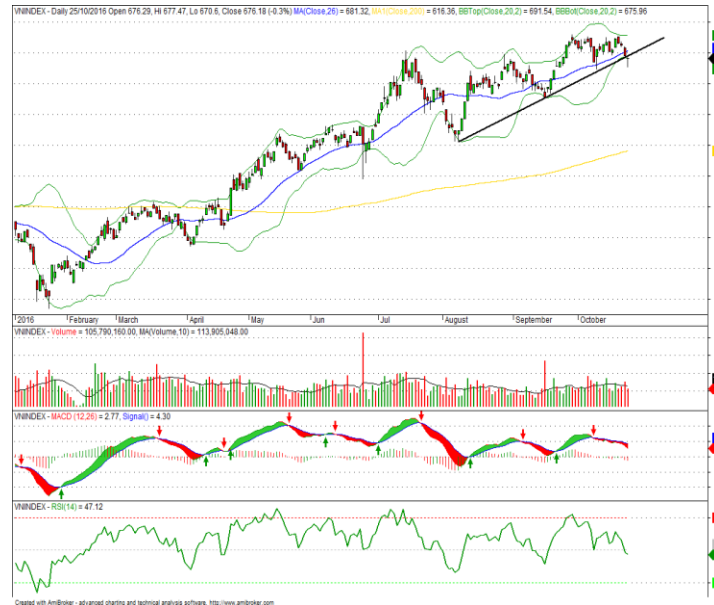 VNINDEX - Daily 25/10/2016 Open 676.29, Hi 677.47, Lo 670.6, Close 676.18 (-0.3%) MA(Close,26) = 681.32, MA1(Close,200) = 616.36, BBTop(Close,20,2) = 691.54, BBBot(Close,20,2) = 675.96
2016 February March April May Jun Jul August September October
VNINDEX - Volume = 105,790,160.00, MA(Volume,10) = 113,905,048.00
VNINDEX - MACD (12,26) = 2.77, Signal() = 4.30
VNINDEX - RSI(14) = 47.12
Created with AmiBroker - advanced charting and technical analysis software. http://www.amibroker.com